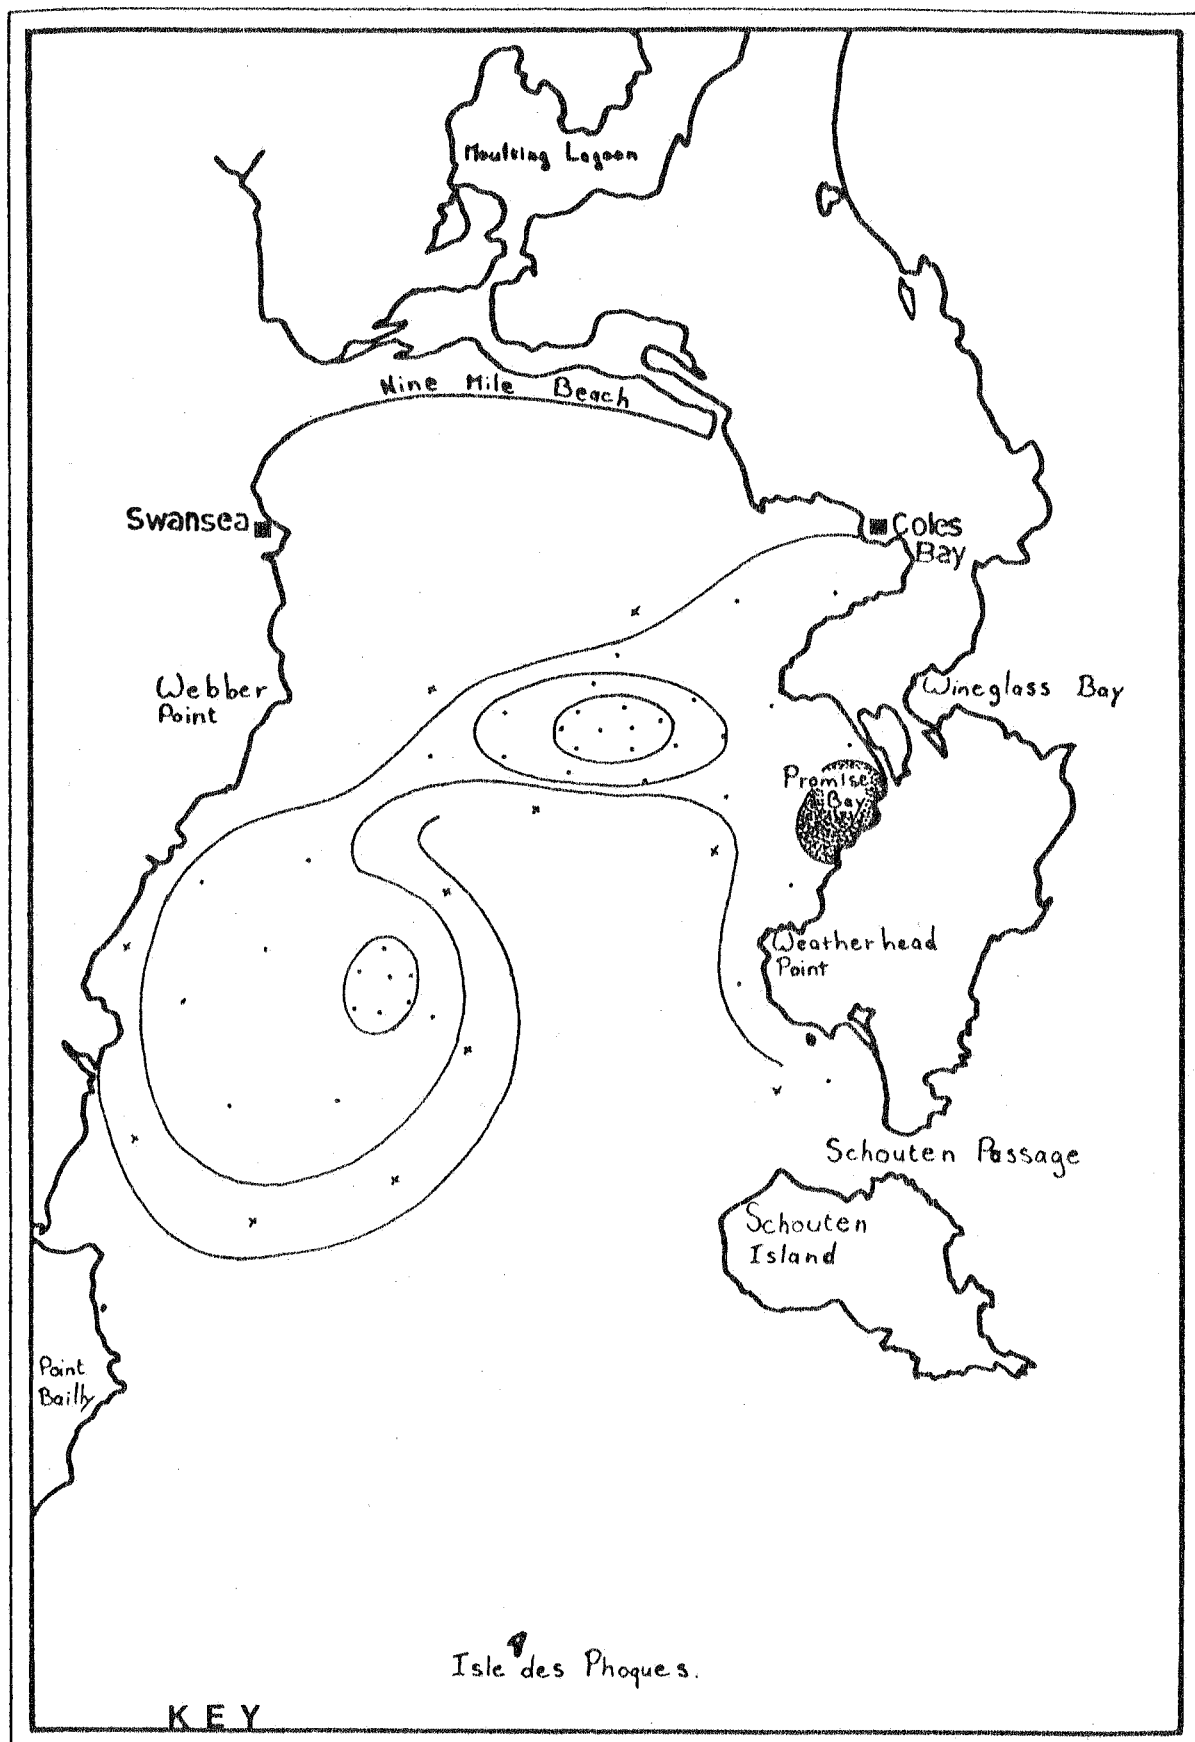 Moulting Lagoon
Nine Mile Beach
Swansea
Coles
Bay
Webber
Point
Wineglass Bay
Promise
Bay
Weatherhead
Point
Schouten Passage
Schouten
Island
Point
Bailly
Isle des Phoques.
KEY